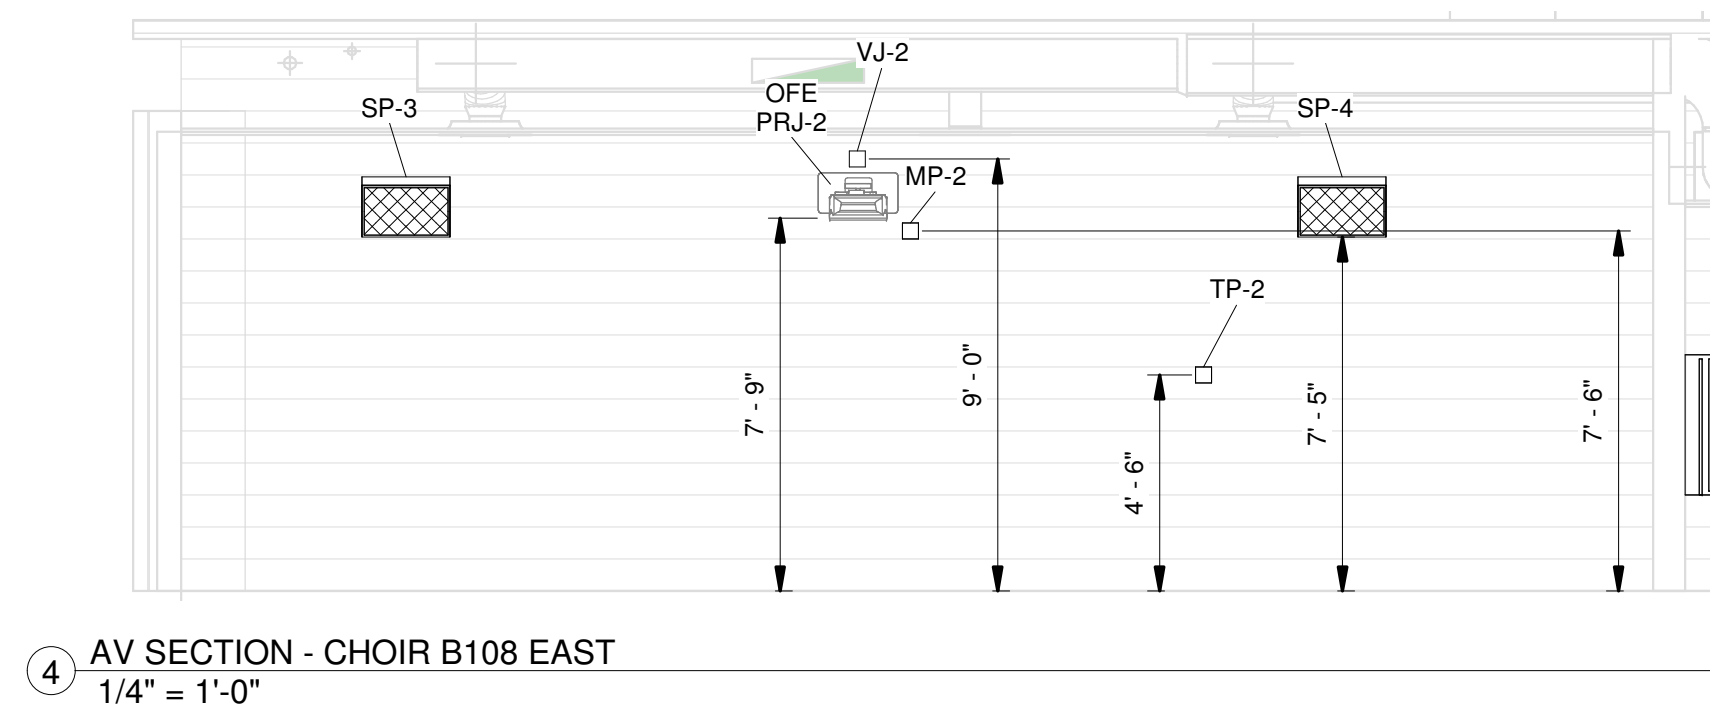 VJ-2
OFE
PRJ-2
SP-3
SP-4
MP-2
TP-2
7' - 9"
9' - 0"
4' - 6"
7' - 5"
7' - 6"
4
AV SECTION - CHOIR B108 EAST
1/4" = 1'-0"